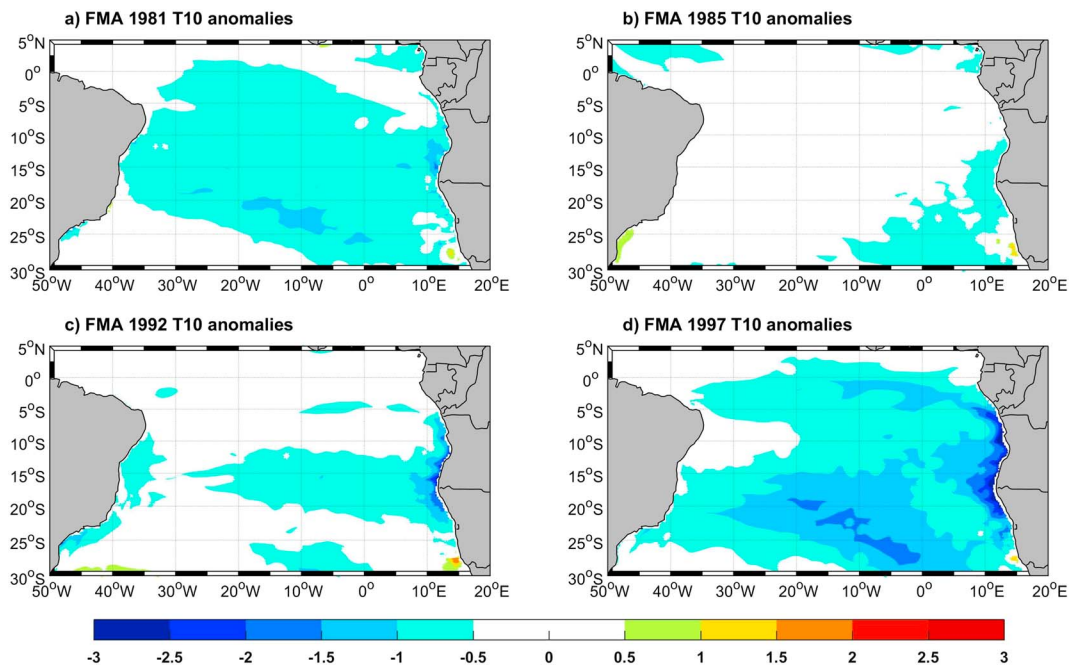 a) FMA 1981 T10 anomalies
b) FMA 1985 T10 anomalies
5°N
0°
5°S
10°S
15°S
20°S
25°S
30°S
50°W 40°W 30°W 20°W 10°W 0° 10°E 20°E
5°N
0°
5°S
10°S
15°S
20°S
25°S
30°S
50°W 40°W 30°W 20°W 10°W 0° 10°E 20°E
c) FMA 1992 T10 anomalies
d) FMA 1997 T10 anomalies
5°N
0°
5°S
10°S
15°S
20°S
25°S
30°S
50°W 40°W 30°W 20°W 10°W 0° 10°E 20°E
5°N
0°
5°S
10°S
15°S
20°S
25°S
30°S
50°W 40°W 30°W 20°W 10°W 0° 10°E 20°E
-3 -2.5 -2 -1.5 -1 -0.5 0 0.5 1 1.5 2 2.5 3